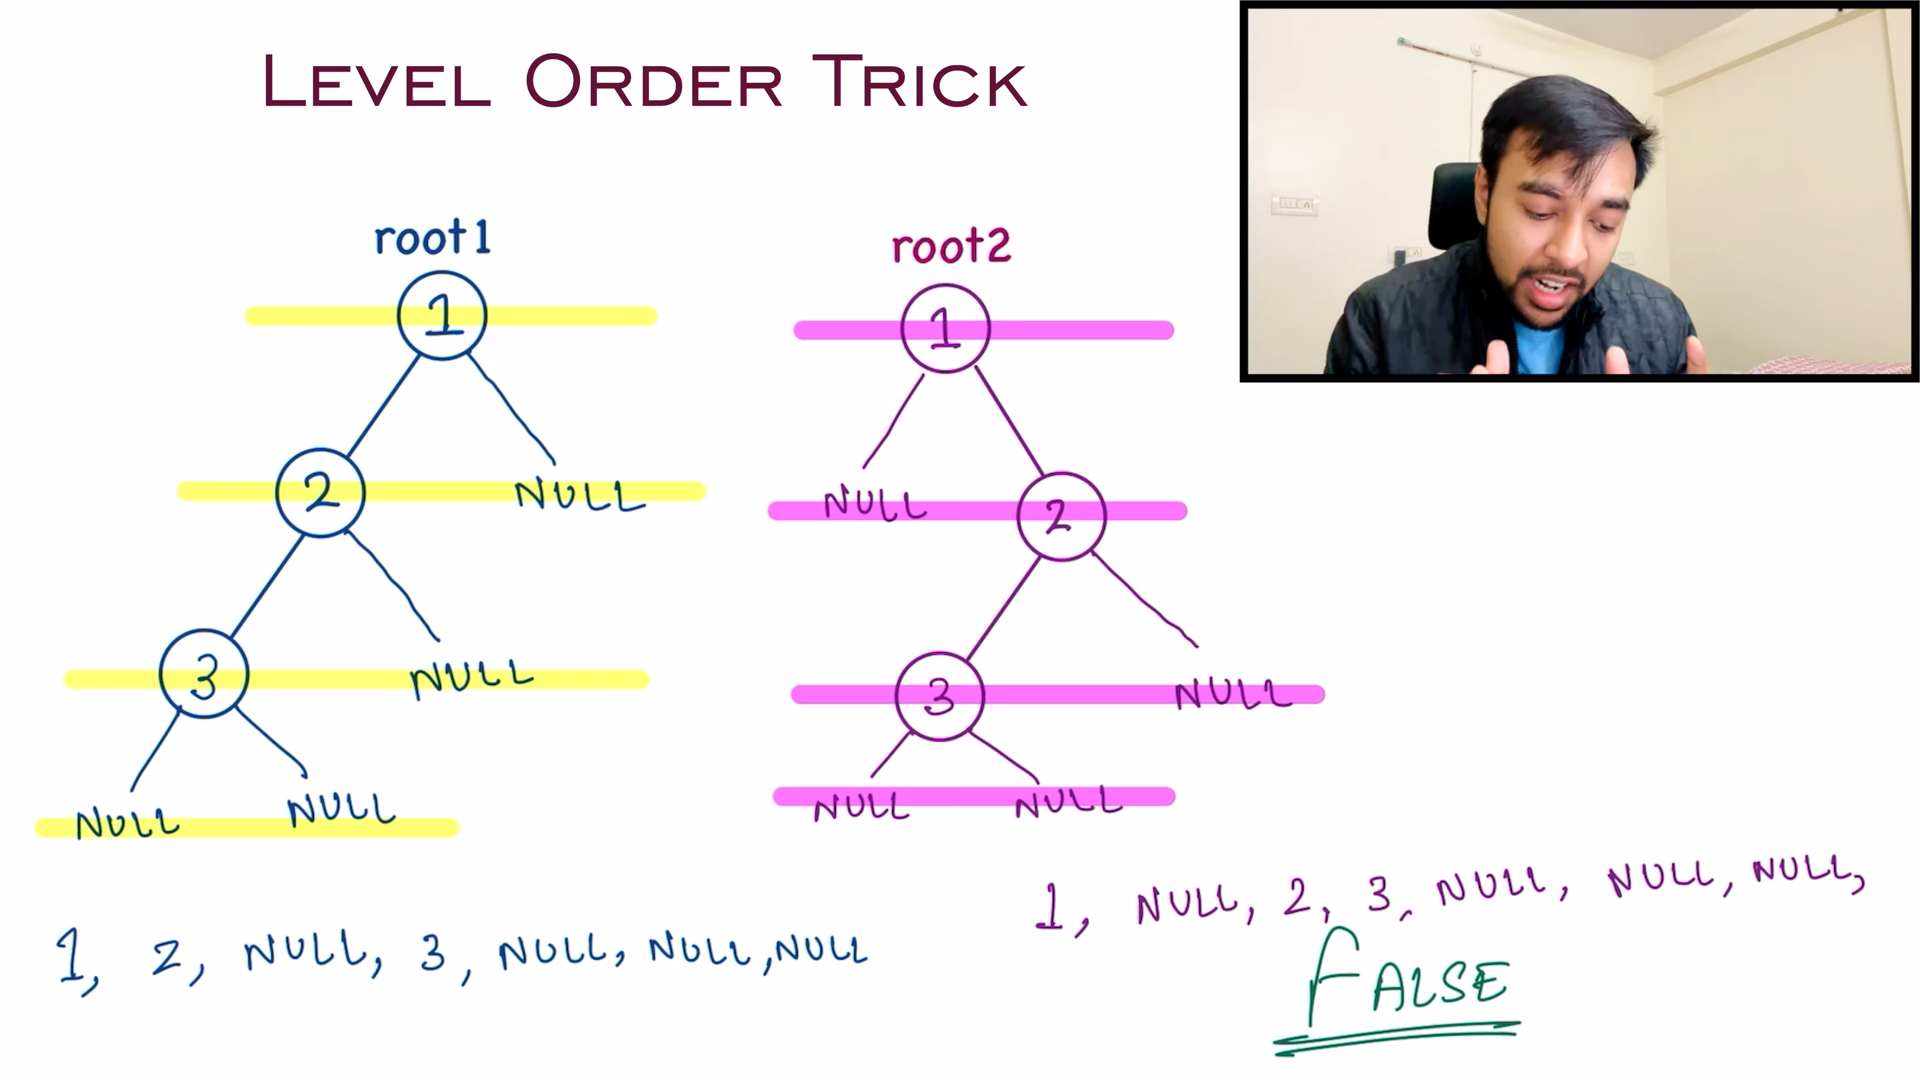 LEVEL ORDER TRICK
root1
1
2 NULL
3 NULL
NULL NULL
1, 2, NULL, 3, NULL, NULL, NULL
root2
1
NULL 2
3 NULL
NULL NULL
1, NULL, 2, 3, NULL, NULL, NULL,
FALSE